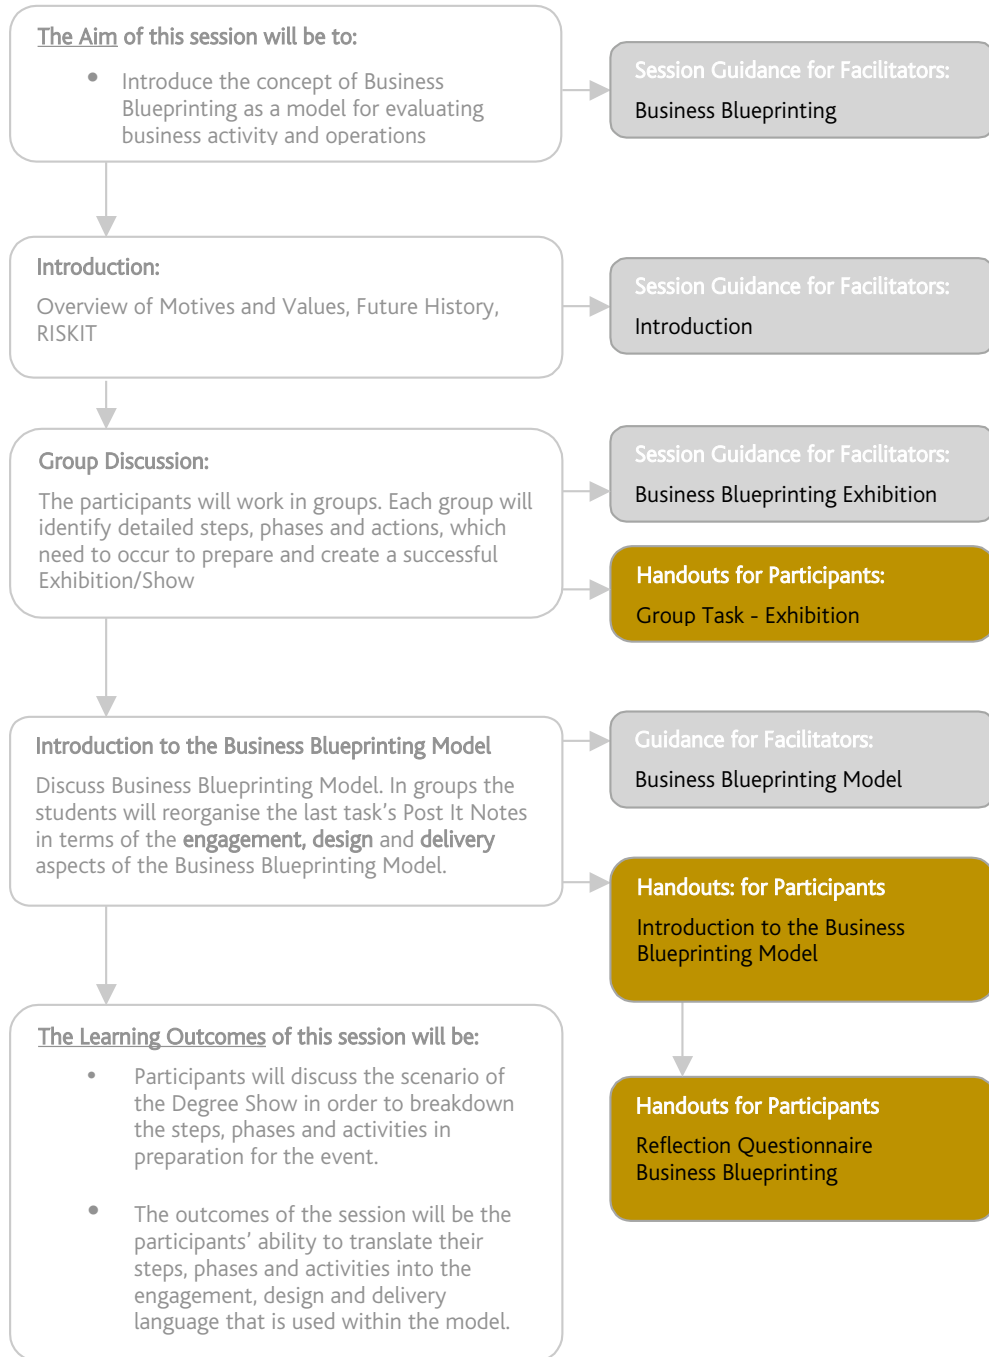 The Aim of this session will be to:
• Introduce the concept of Business
Blueprinting as a model for evaluating
business activity and operations
Session Guidance for Facilitators:
Business Blueprinting
Introduction:
Overview of Motives and Values, Future History,
RISKIT
Session Guidance for Facilitators:
Introduction
Group Discussion:
The participants will work in groups. Each group will
identify detailed steps, phases and actions, which
need to occur to prepare and create a successful
Exhibition/Show
Session Guidance for Facilitators:
Business Blueprinting Exhibition
Handouts for Participants:
Group Task - Exhibition
Introduction to the Business Blueprinting Model
Discuss Business Blueprinting Model. In groups the
students will reorganise the last task's Post It Notes
in terms of the engagement, design and delivery
aspects of the Business Blueprinting Model.
Guidance for Facilitators:
Business Blueprinting Model
Handouts: for Participants
Introduction to the Business
Blueprinting Model
The Learning Outcomes of this session will be:
• Participants will discuss the scenario of
the Degree Show in order to breakdown
the steps, phases and activities in
preparation for the event.
• The outcomes of the session will be the
participants' ability to translate their
steps, phases and activities into the
engagement, design and delivery
language that is used within the model.
Handouts for Participants
Reflection Questionnaire
Business Blueprinting